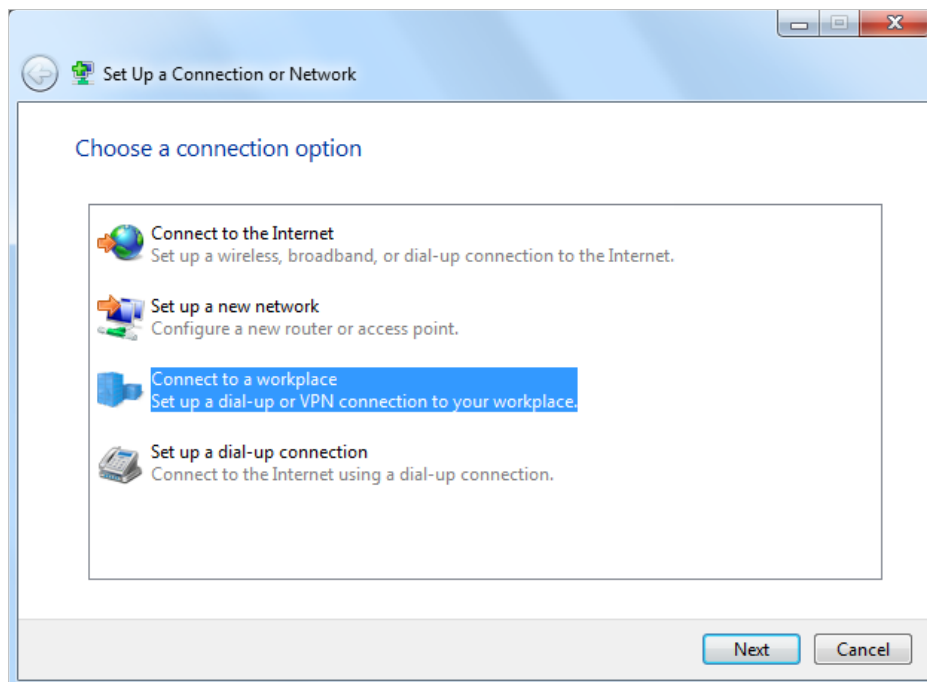 Set Up a Connection or Network
Choose a connection option
Connect to the Internet
Set up a wireless, broadband, or dial-up connection to the Internet.
Set up a new network
Configure a new router or access point.
Connect to a workplace
Set up a dial-up or VPN connection to your workplace.
Set up a dial-up connection
Connect to the Internet using a dial-up connection.
Next Cancel